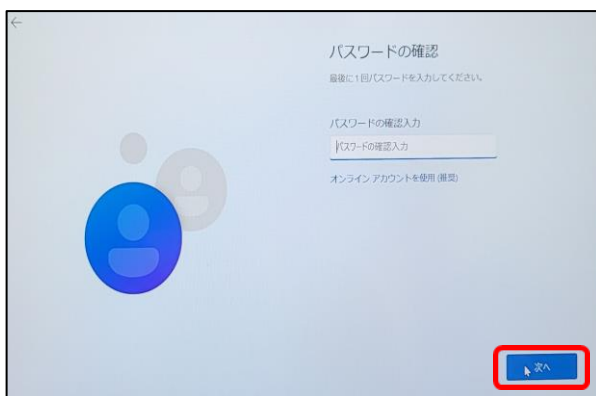 パスワードの確認
最後に1回パスワードを入力してください。
パスワードの確認入力
パスワードの確認入力
オンライン アカウントを使用 (推奨)
次へ